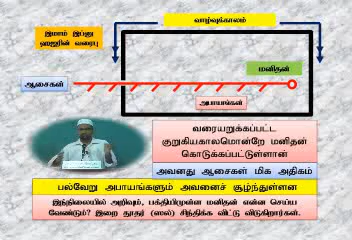 வாழ்வுக்காலம்
இமாம் இப்னு
ஹஜரின் வரைபு
மனிதன்
ஆசைகள்
அபாயங்கள்
வரையறுக்கப்பட்ட
குறுகியகாலமொன்றே மனிதன்
கொடுக்கப்பட்டுள்ளான்
அவனது ஆசைகள் மிக அதிகம்
பல்வேறு அபாயங்களும் அவனைச் சூழ்ந்துள்ளன
இந்நிலையில் அறிவும், பக்தியுமுள்ள மனிதன் என்ன செய்ய
வேண்டும்? இறை தூதர் (ஸல்) சிந்திக்க விட்டு விடுகிறார்கள்.